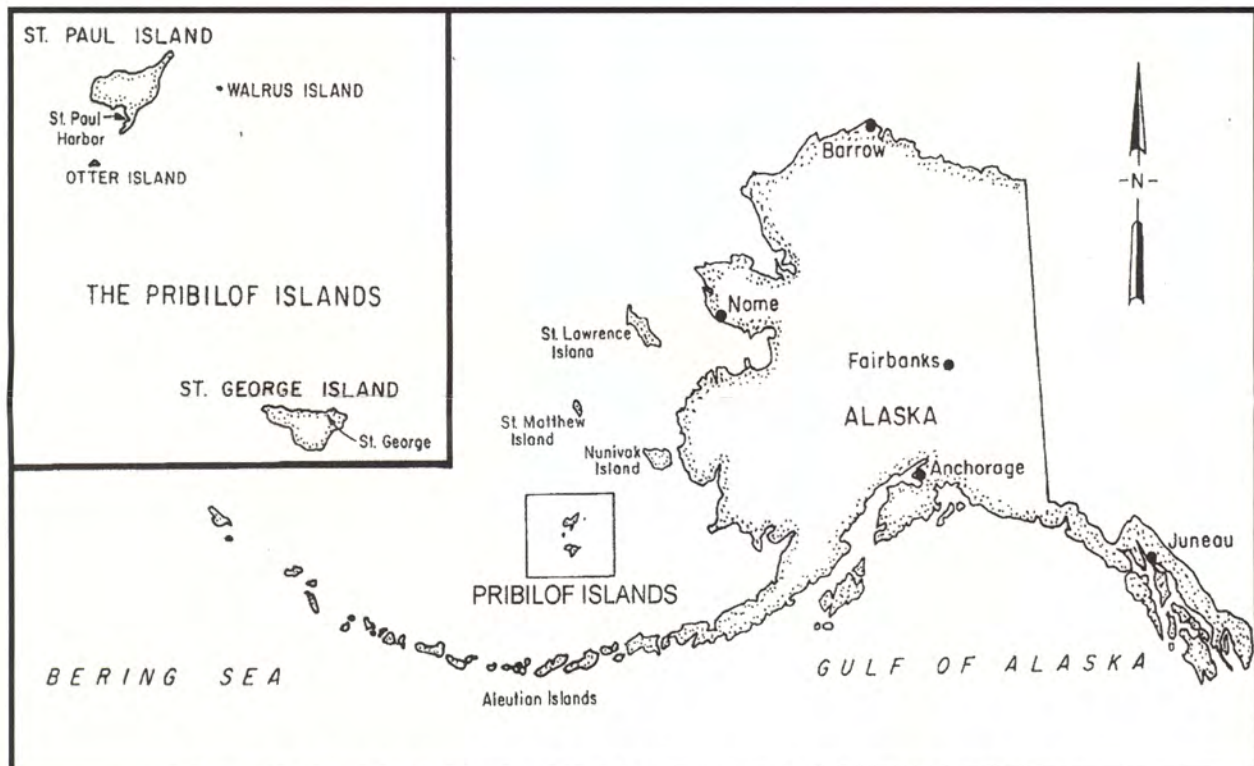 ST. PAUL ISLAND
WALRUS ISLAND
St. Paul
Harbor
OTTER ISLAND
THE PRIBILOF ISLANDS
ST. GEORGE ISLAND
St. George
Barrow
N
Nome
St. Lawrence
Islana
Fairbanks
St. Matthew
Island
ALASKA
Nunivak
Island
Anchorage
Juneau
PRIBILOF ISLANDS
BERING SEA
GULF OF ALASKA
Aleutian Islands